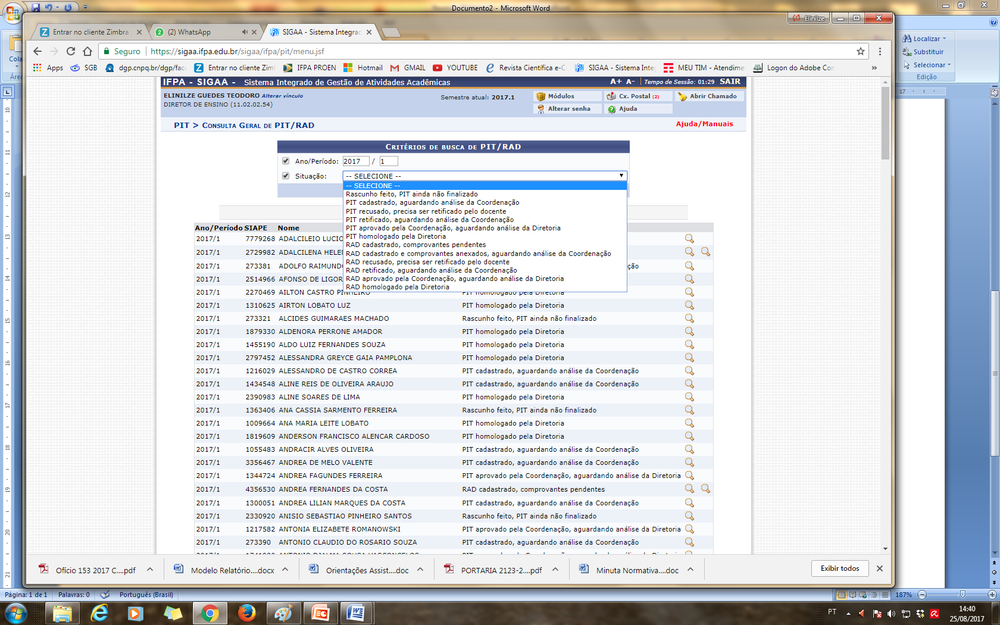 Documento2 - Microsoft Word
Elinilze
Entrar no cliente Zimbra
(2) WhatsApp
SIGAA - Sistema Integrac
Seguro
https://sigaa.ifpa.edu.br/sigaa/ifpa/pit/menu.jsf
Apps
SGB
dgp.cnpq.br/dgp/fac
Entrar no cliente Zim
IFPA PROEN
Hotmail
GMAIL
YOUTUBE
Revista Científica e-C
SIGAA - Sistema Inte
MEU TIM - Atendime
Logon do Adobe Co
»
Cola
Área
Localizar
Substituir
Selecionar
Edição
IFPA - SIGAA - Sistema Integrado de Gestão de Atividades Acadêmicas
A+ A- Tempo de Sessão: 01:29 SAIR
ELINILZE GUEDES TEODORO Alterar vínculo
DIRETOR DE ENSINO (11.02.02.54)
Semestre atual: 2017.1
Módulos
Cx. Postal (2)
Abrir Chamado
Alterar senha
Ajuda
PIT > Consulta Geral de PIT/RAD
Ajuda/Manuais
Critérios de busca de PIT/RAD
Ano/Período: 2017 / 1
Situação: -- SELECIONE --
-- SELECIONE --
Rascunho feito, PIT ainda não finalizado
PIT cadastrado, aguardando análise da Coordenação
PIT recusado, precisa ser retificado pelo docente
PIT retificado, aguardando análise da Coordenação
PIT aprovado pela Coordenação, aguardando análise da Diretoria
PIT homologado pela Diretoria
RAD cadastrado, comprovantes pendentes
RAD cadastrado e comprovantes anexados, aguardando análise da Coordenação
RAD recusado, precisa ser retificado pelo docente
RAD retificado, aguardando análise da Coordenação
RAD aprovado pela Coordenação, aguardando análise da Diretoria
RAD homologado pela Diretoria
Ano/Período SIAPE Nome
2017/1 7779268 ADALCILEIO LUCIO
2017/1 2729982 ADALCILENA HELEN
2017/1 273381 ADOLFO RAIMUNDO ção
2017/1 2514966 AFONSO DE LIGOR
2017/1 2270469 AILTON CASTRO PINHEIRO PIT homologado pela Diretoria
2017/1 1310625 AIRTON LOBATO LUZ PIT homologado pela Diretoria
2017/1 273321 ALCIDES GUIMARAES MACHADO Rascunho feito, PIT ainda não finalizado
2017/1 1879330 ALDENORA PERRONE AMADOR PIT homologado pela Diretoria
2017/1 1455190 ALDO LUIZ FERNANDES SOUZA PIT homologado pela Diretoria
2017/1 2797452 ALESSANDRA GREYCE GAIA PAMPLONA PIT homologado pela Diretoria
2017/1 1216029 ALESSANDRO DE CASTRO CORREA PIT cadastrado, aguardando análise da Coordenação
2017/1 1434548 ALINE REIS DE OLIVEIRA ARAUJO PIT cadastrado, aguardando análise da Coordenação
2017/1 2390983 ALINE SOARES DE LIMA PIT homologado pela Diretoria
2017/1 1363406 ANA CASSIA SARMENTO FERREIRA Rascunho feito, PIT ainda não finalizado
2017/1 1009664 ANA MARIA LEITE LOBATO PIT homologado pela Diretoria
2017/1 1819609 ANDERSON FRANCISCO ALENCAR CARDOSO PIT homologado pela Diretoria
2017/1 1055483 ANDRACIR ALVES OLIVEIRA PIT cadastrado, aguardando análise da Coordenação
2017/1 3356467 ANDREA DE MELO VALENTE PIT cadastrado, aguardando análise da Coordenação
2017/1 1344724 ANDREA FAGUNDES FERREIRA PIT aprovado pela Coordenação, aguardando análise da Diretoria
2017/1 4356530 ANDREA FERNANDES DA COSTA RAD cadastrado, comprovantes pendentes
2017/1 1300051 ANDREA LILIAN MARQUES DA COSTA PIT cadastrado, aguardando análise da Coordenação
2017/1 2330920 ANISIO SEBASTIAO PINHEIRO SANTOS Rascunho feito, PIT ainda não finalizado
2017/1 1217582 ANTONIA ELIZABETE ROMANOWSKI PIT aprovado pela Coordenação, aguardando análise da Diretoria
2017/1 273390 ANTONIO CLAUDIO DO ROSARIO SOUZA PIT cadastrado, aguardando análise da Coordenação
Ofício 153 2017 C....pdf
Modelo Relatório....docx
Orientações Assist....doc
PORTARIA 2123-2....pdf
Minuta Normativa....doc
Exibir todos
Página: 1 de 1
Palavras: 0
Português (Brasil)
187%
PT
14:40
25/08/2017